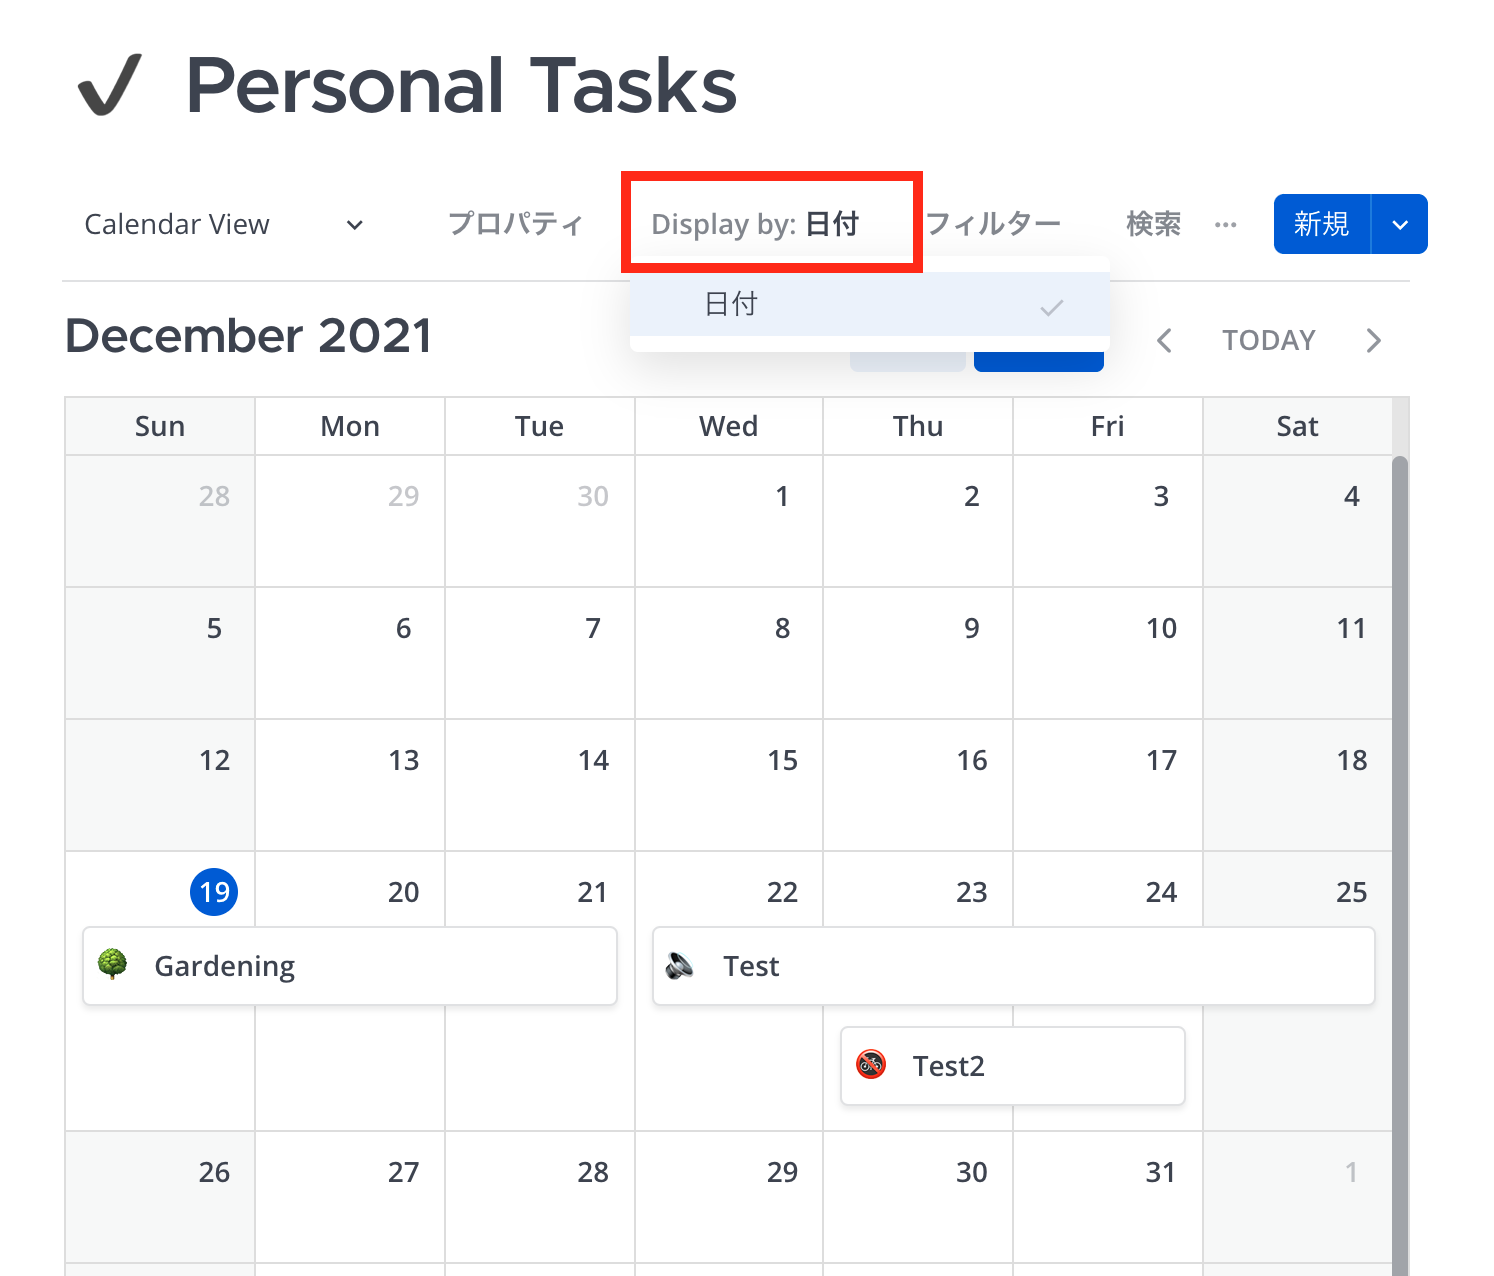 Personal Tasks
Calendar View プロパティ Display by: 日付 フィルター 検索 ... 新規
日付
December 2021 TODAY
Sun Mon Tue Wed Thu Fri Sat
28 29 30 1 2 3 4
5 6 7 8 9 10 11
12 13 14 15 16 17 18
19 20 21 22 23 24 25
Gardening Test
Test2
26 27 28 29 30 31 1